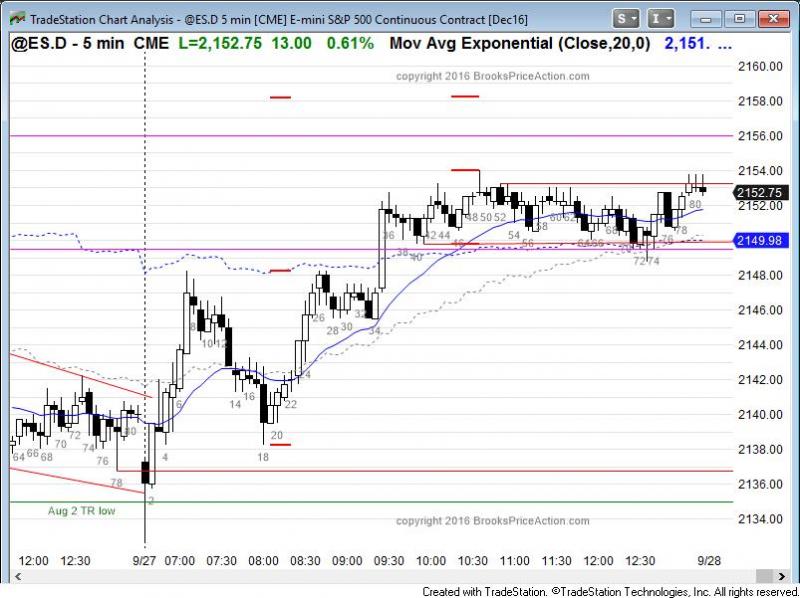 TradeStation Chart Analysis - @ES.D 5 min [CME] E-mini S&P 500 Continuous Contract [Dec16]
S I
@ES.D - 5 min CME L=2,152.75 13.00 0.61% Mov Avg Exponential (Close,20,0) 2,151. ...
copyright 2016 BrooksPriceAction.com
2160.00
2158.00
2156.00
2154.00
2152.75
2152.00
2149.98
2148.00
2146.00
2144.00
2142.00
2140.00
2138.00
2136.00
2134.00
36 42 44 48 50 52
38 40 46 54 56 58 60 62
64 66 68 72 74 76 78 80
26 28 30 32 34
8 10 12
14 16 22 24
64 66 68 70 72 74 76 78 80
2 4 6 18 20
Aug 2 TR low
copyright 2016 BrooksPriceAction.com
12:00 12:30 9/27 07:00 07:30 08:00 08:30 09:00 09:30 10:00 10:30 11:00 11:30 12:00 12:30 9/28
Created with TradeStation. ©TradeStation Technologies, Inc. All rights reserved.